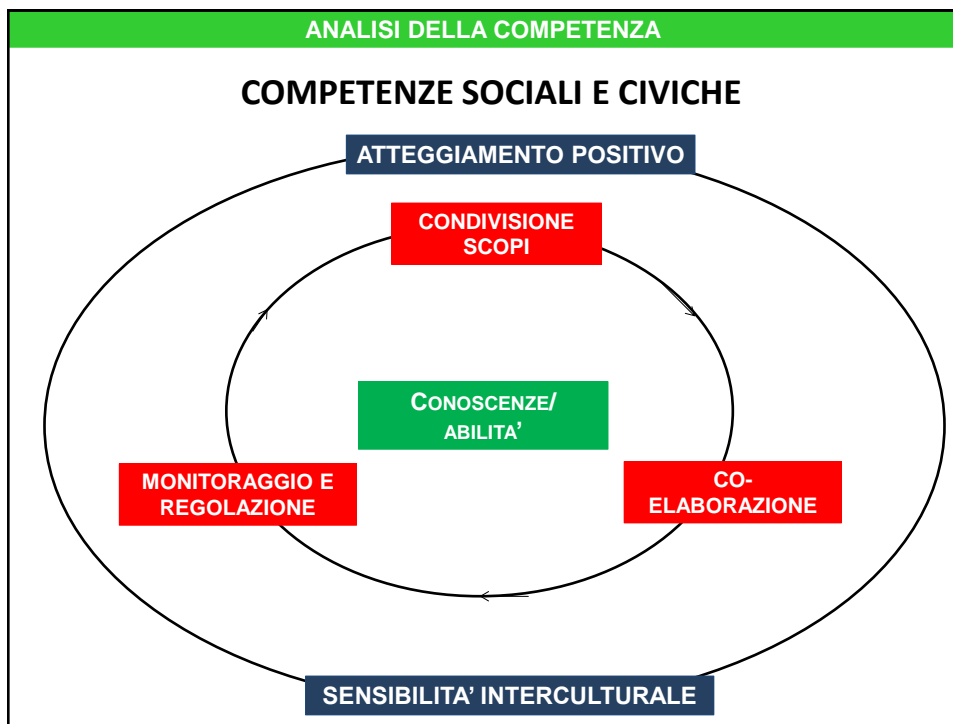 ANALISI DELLA COMPETENZA
COMPETENZE SOCIALI E CIVICHE
ATTEGGIAMENTO POSITIVO
CONDIVISIONE
SCOPI
CONOSCENZE/
ABILITA’
MONITORAGGIO E
REGOLAZIONE
CO-
ELABORAZIONE
SENSIBILITA’ INTERCULTURALE